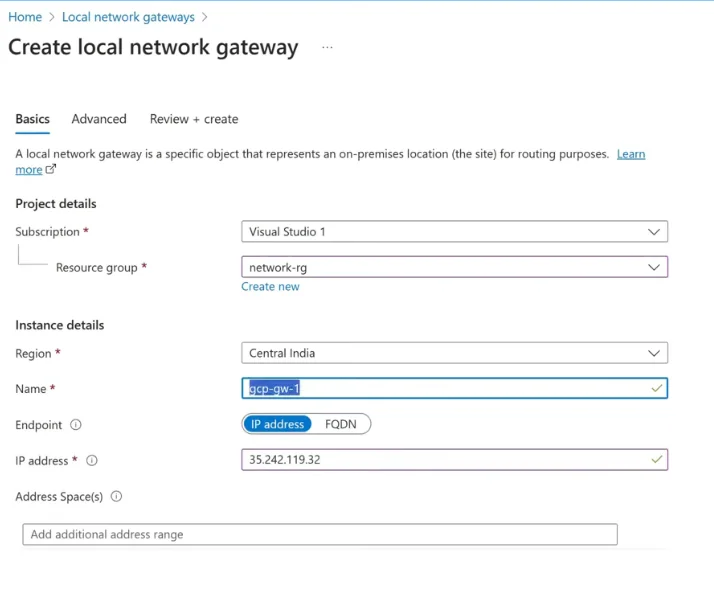 Home > Local network gateways >
Create local network gateway ...
Basics Advanced Review + create
A local network gateway is a specific object that represents an on-premises location (the site) for routing purposes. Learn
more
Project details
Subscription * Visual Studio 1
Resource group * network-rg
Create new
Instance details
Region * Central India
Name * gcp-gw-1
Endpoint IP address FQDN
IP address * 35.242.119.32
Address Space(s)
Add additional address range